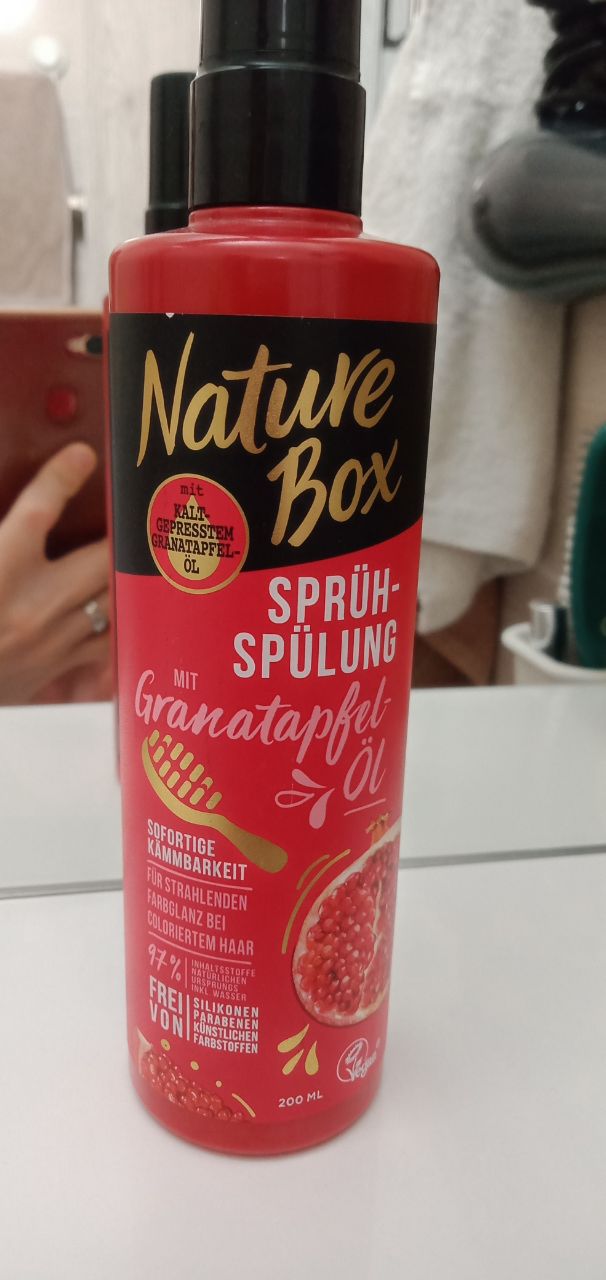 Nature
Box
mit
KALT-
GEPRESSTEM
GRANATAPFEL-
ÖL
SPRÜH-
SPÜLUNG
MIT
Granatapfel-
ÖL
SOFORTIGE
KÄMMBARKEIT
FÜR STRAHLENDEN
FARBGLANZ BEI
COLORIERTEM HAAR
97%
INHALTSSTOFFE
NATÜRLICHEN
URSPRUNGS
INKL. WASSER
FREI
VON
SILIKONEN
PARABENEN
KÜNSTLICHEN
FARBSTOFFEN
Vegan
200 ML